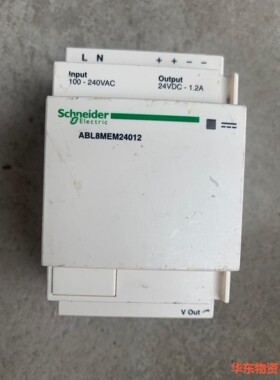 L N + + - -
Input Output
100 - 240VAC 24VDC - 1.2A
Schneider
Electric
ABL8MEM24012
V Out
华东物资